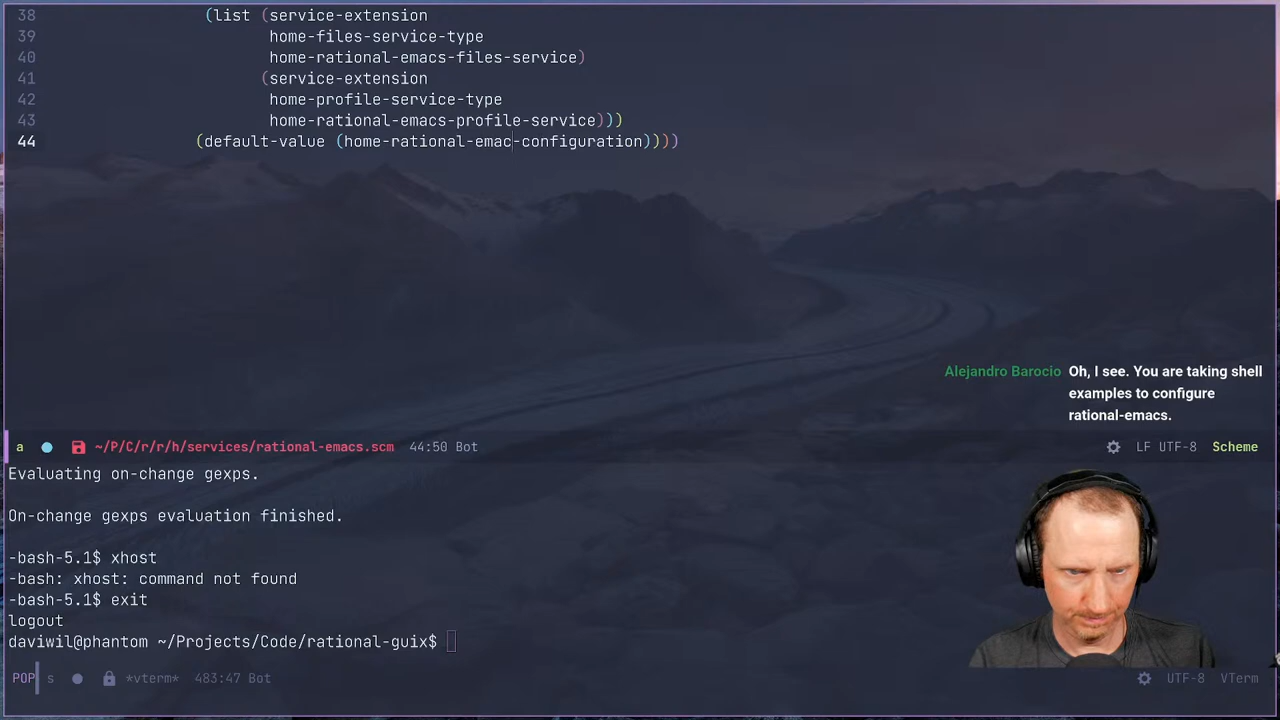 38 (list (service-extension
39 home-files-service-type
40 home-rational-emacs-files-service)
41 (service-extension
42 home-profile-service-type
43 home-rational-emacs-profile-service)))
44 (default-value (home-rational-emac-configuration))))
Alejandro Barocio Oh, I see. You are taking shell
examples to configure
rational-emacs.
a ~/P/C/r/r/h/services/rational-emacs.scm 44:50 Bot LF UTF-8 Scheme
Evaluating on-change gexps.
On-change gexps evaluation finished.
-bash-5.1$ xhost
-bash: xhost: command not found
-bash-5.1$ exit
logout
daviwil@phantom ~/Projects/Code/rational-guix$
POP s *vterm* 483:47 Bot UTF-8 VTerm